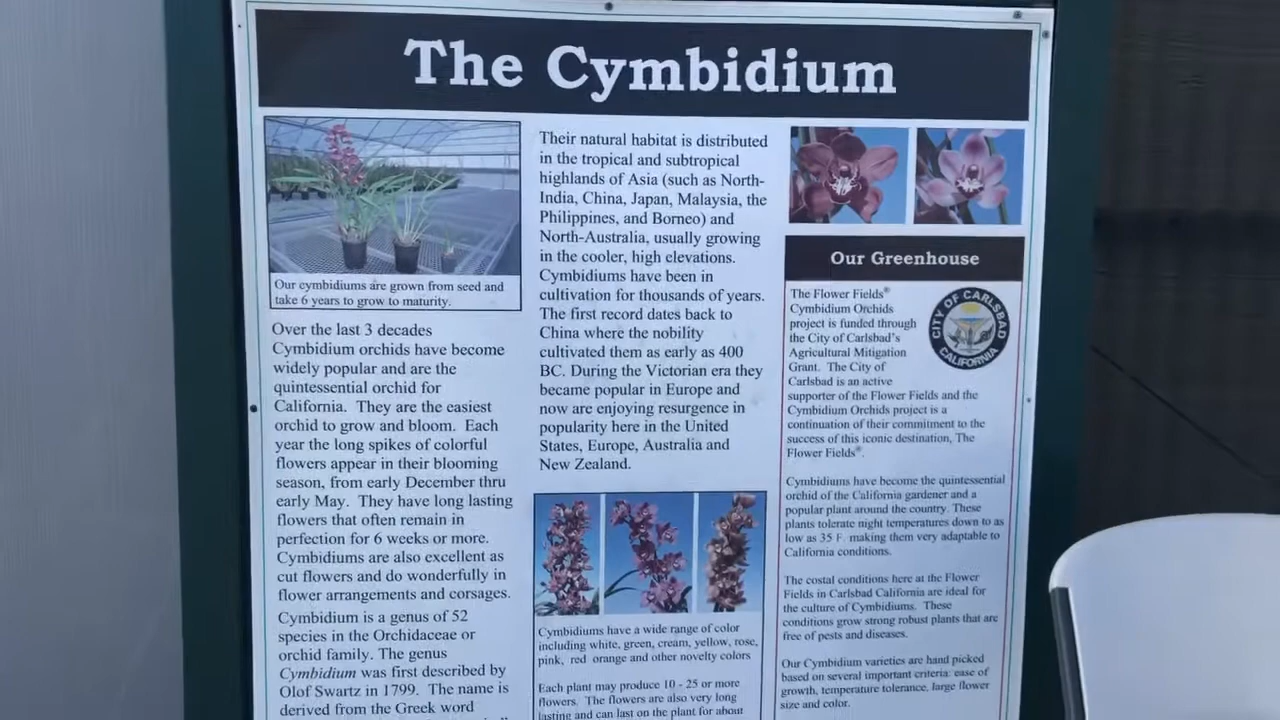 The Cymbidium
Our cymbidiums are grown from seed and
take 6 years to grow to maturity.
Over the last 3 decades
Cymbidium orchids have become
widely popular and are the
quintessential orchid for
California. They are the easiest
orchid to grow and bloom. Each
year the long spikes of colorful
flowers appear in their blooming
season, from early December thru
early May. They have long lasting
flowers that often remain in
perfection for 6 weeks or more.
Cymbidiums are also excellent as
cut flowers and do wonderfully in
flower arrangements and corsages.
Cymbidium is a genus of 52
species in the Orchidaceae or
orchid family. The genus
Cymbidium was first described by
Olof Swartz in 1799. The name is
derived from the Greek word
Their natural habitat is distributed
in the tropical and subtropical
highlands of Asia (such as North-
India, China, Japan, Malaysia, the
Philippines, and Borneo) and
North-Australia, usually growing
in the cooler, high elevations.
Cymbidiums have been in
cultivation for thousands of years.
The first record dates back to
China where the nobility
cultivated them as early as 400
BC. During the Victorian era they
became popular in Europe and
now are enjoying resurgence in
popularity here in the United
States, Europe, Australia and
New Zealand.
Cymbidiums have a wide range of color
including white, green, cream, yellow, rose,
pink, red orange and other novelty colors
Each plant may produce 10 - 25 or more
flowers. The flowers are also very long
lasting and can last on the plant for about
Our Greenhouse
The Flower Fields®
Cymbidium Orchids
project is funded through
the City of Carlsbad's
Agricultural Mitigation
Grant. The City of
Carlsbad is an active
supporter of the Flower Fields and the
Cymbidium Orchids project is a
continuation of their commitment to the
success of this iconic destination, The
Flower Fields®.
CITY OF CARLSBAD
CALIFORNIA
Cymbidiums have become the quintessential
orchid of the California gardener and a
popular plant around the country. These
plants tolerate night temperatures down to as
low as 35 F. making them very adaptable to
California conditions.
The costal conditions here at the Flower
Fields in Carlsbad California are ideal for
the culture of Cymbidiums. These
conditions grow strong robust plants that are
free of pests and diseases.
Our Cymbidium varieties are hand picked
based on several important criteria: ease of
growth, temperature tolerance, large flower
size and color.